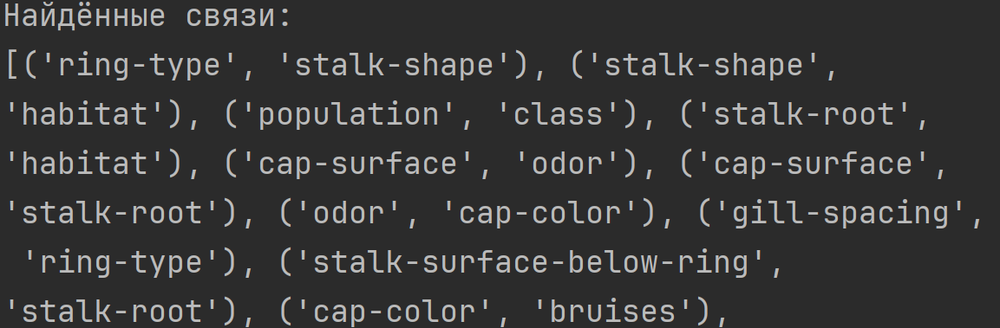 Найдённые связи:
[('ring-type', 'stalk-shape'), ('stalk-shape',
'habitat'), ('population', 'class'), ('stalk-root',
'habitat'), ('cap-surface', 'odor'), ('cap-surface',
'stalk-root'), ('odor', 'cap-color'), ('gill-spacing',
'ring-type'), ('stalk-surface-below-ring',
'stalk-root'), ('cap-color', 'bruises'),